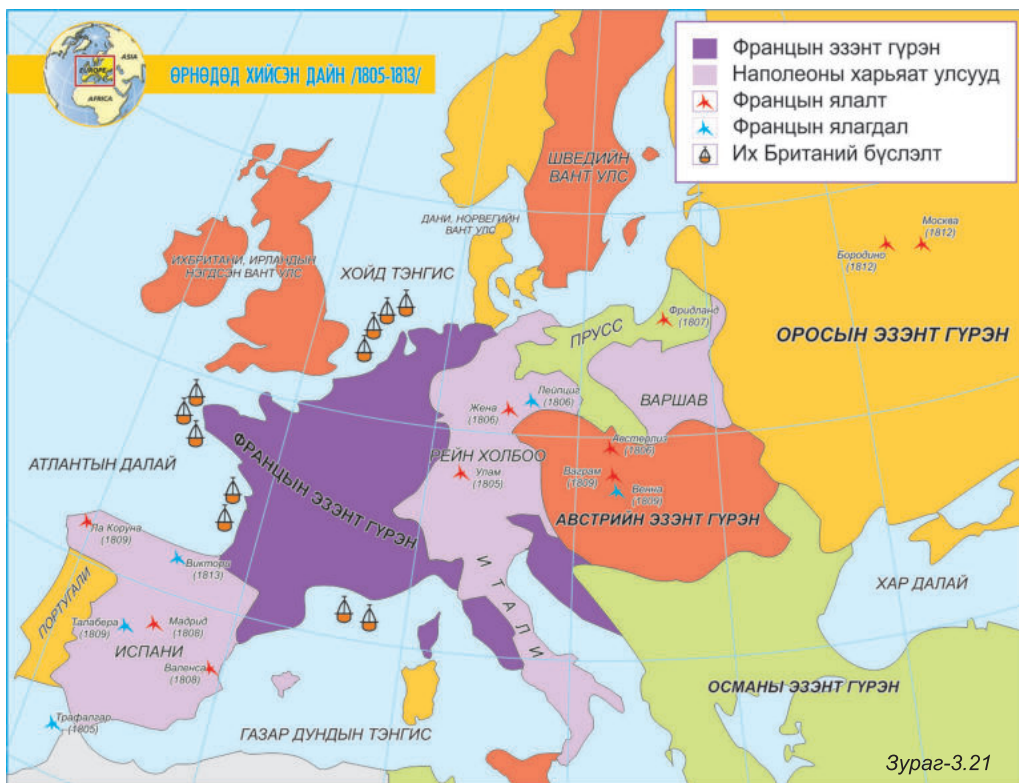 ӨРНӨДӨД ХИЙСЭН ДАЙН /1805-1813/
ASIA
EUROPE
AFRICA
Францын эзэнт гүрэн
Наполеоны харьяат улсууд
Францын ялалт
Францын ялагдал
Их Британий бүслэлт
ШВЕДИЙН
ВАНТ УЛС
ДАНИ, НОРВЕГИЙН
ВАНТ УЛС
ИХБРИТАНИ, ИРЛАНДЫН
НЭГДСЭН ВАНТ УЛС
ХОЙД ТЭНГИС
Москва
(1812)
Бородино
(1812)
ОРОСЫН ЭЗЭНТ ГҮРЭН
Фридланд
(1807)
ПРУСС
ВАРШАВ
Лейпциг
(1806)
Жена
(1806)
РЕЙН ХОЛБОО
Улам
(1805)
Австерлиз
(1806)
Ваграм
(1809)
Венна
(1809)
АВСТРИЙН ЭЗЭНТ ГҮРЭН
АТЛАНТЫН ДАЛАЙ
ФРАНЦЫН ЭЗЭНТ ГҮРЭН
Ла Коруна
(1809)
Виктори
(1813)
ПОРТУГАЛИ
Талабера
(1809)
Мадрид
(1808)
ИСПАНИ
Валенса
(1808)
Трафалгар
(1805)
ИТАЛИ
ХАР ДАЛАЙ
ОСМАНЫ ЭЗЭНТ ГҮРЭН
ГАЗАР ДУНДЫН ТЭНГИС
Зураг-3.21